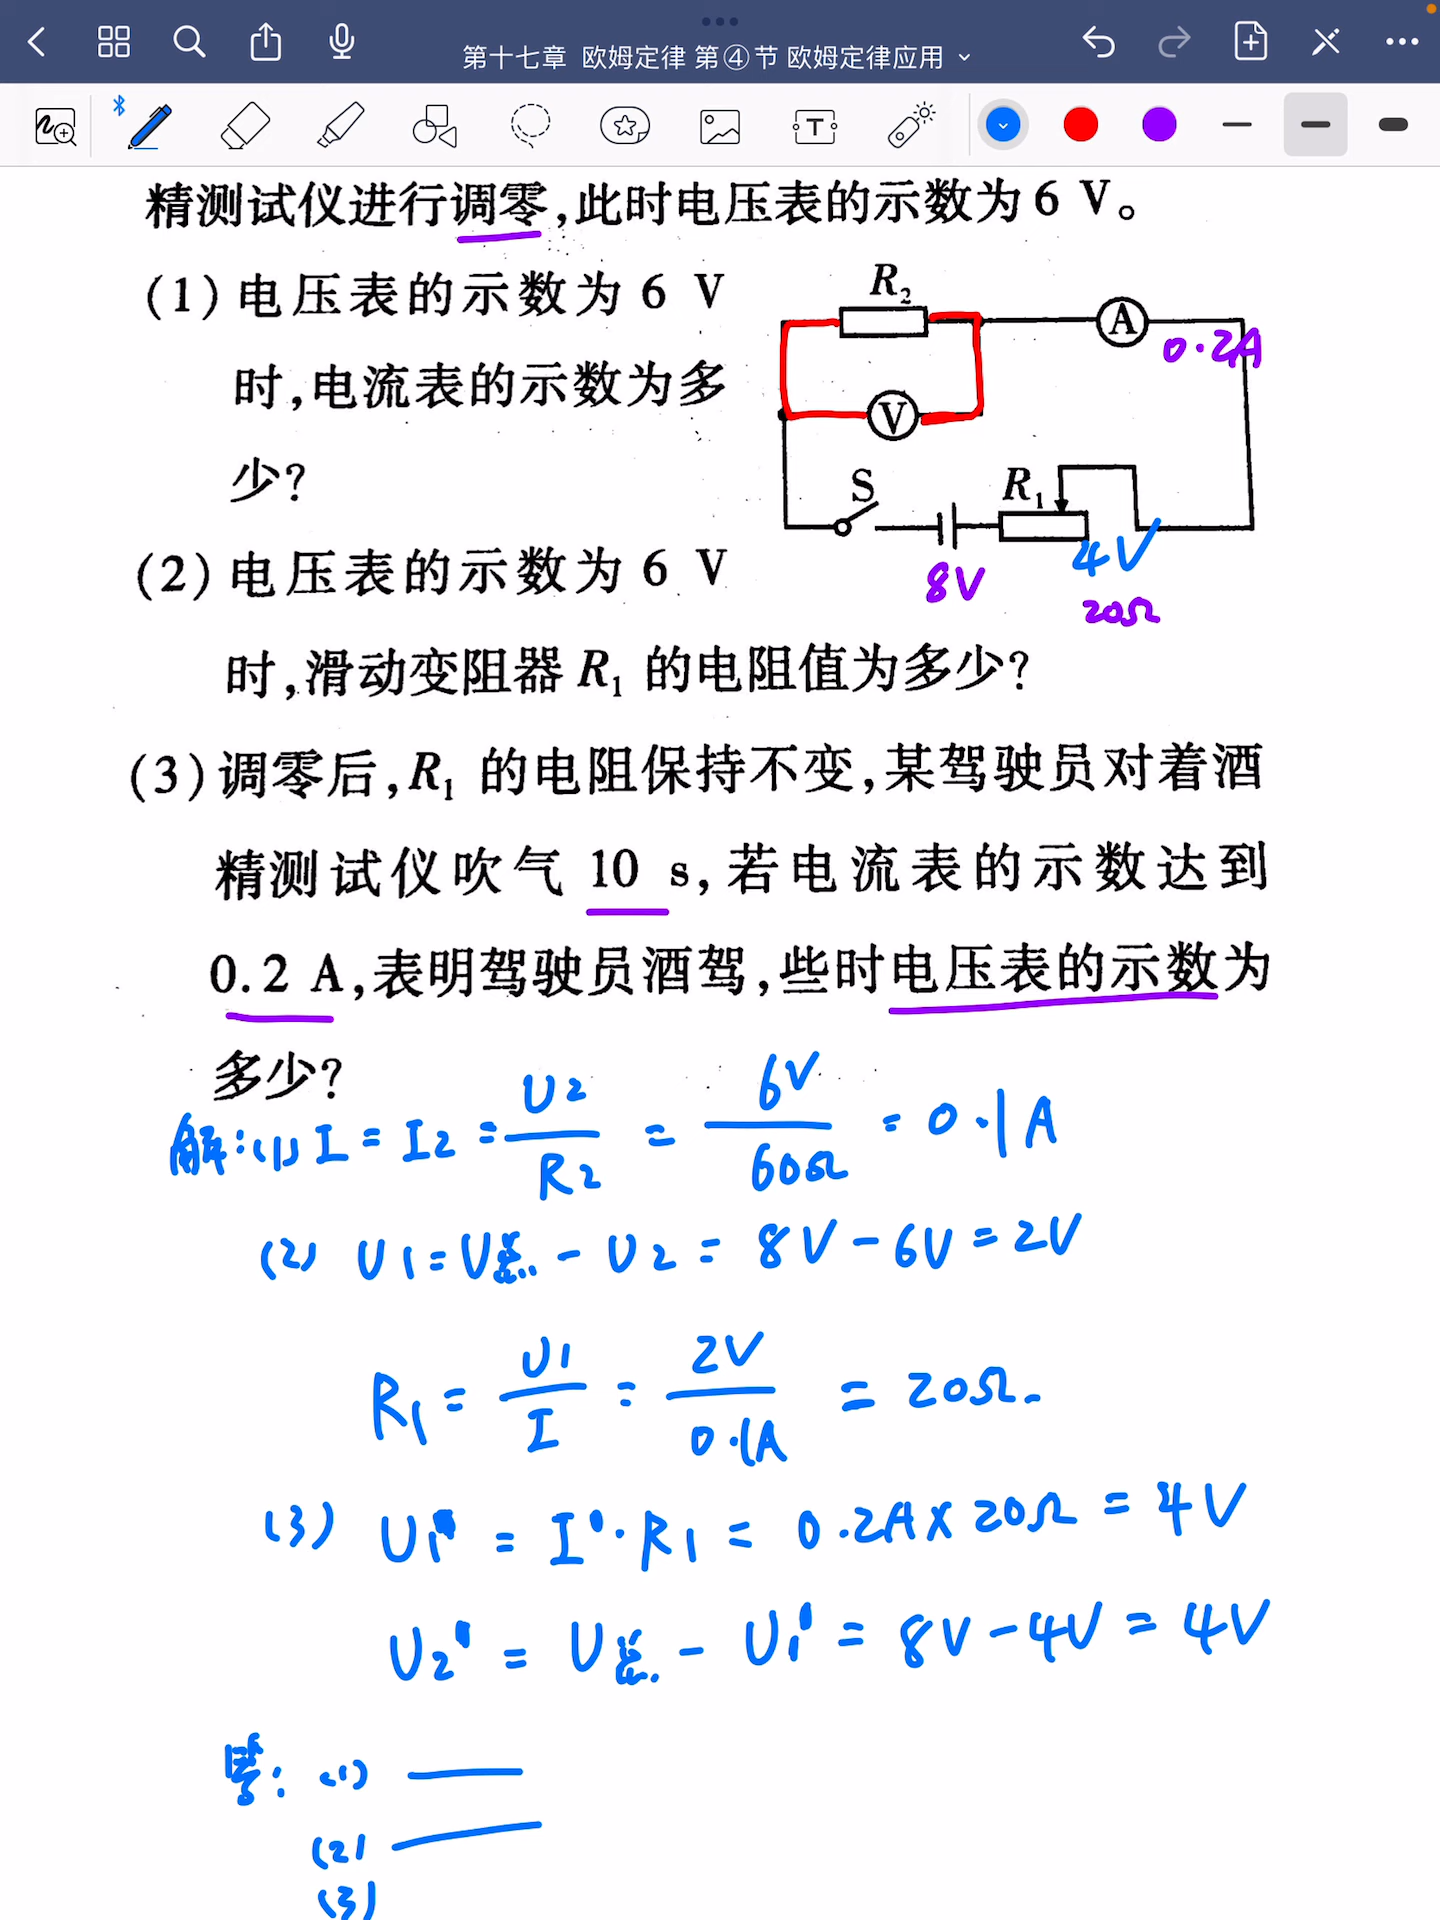 第十七章 欧姆定律 第④节 欧姆定律应用
精测试仪进行调零,此时电压表的示数为6 V。
(1)电压表的示数为 6 V
时,电流表的示数为多
少?
R₂
A
0.2A
V
S
R₁
8V
4V
20Ω
(2)电压表的示数为 6 V
时,滑动变阻器 R₁ 的电阻值为多少?
(3)调零后,R₁ 的电阻保持不变,某驾驶员对着酒
精测试仪吹气 10 s,若电流表的示数达到
0.2 A,表明驾驶员酒驾,些时电压表的示数为
多少?
解:(1) I = I2 = U2/R2 = 6V/60Ω = 0.1A
(2) U1 = U总 - U2 = 8V - 6V = 2V
R1 = U1/I = 2V/0.1A = 20Ω.
(3) U1' = I'·R1 = 0.2A × 20Ω = 4V
U2' = U总 - U1' = 8V - 4V = 4V
答: (1)
(2)
(3)